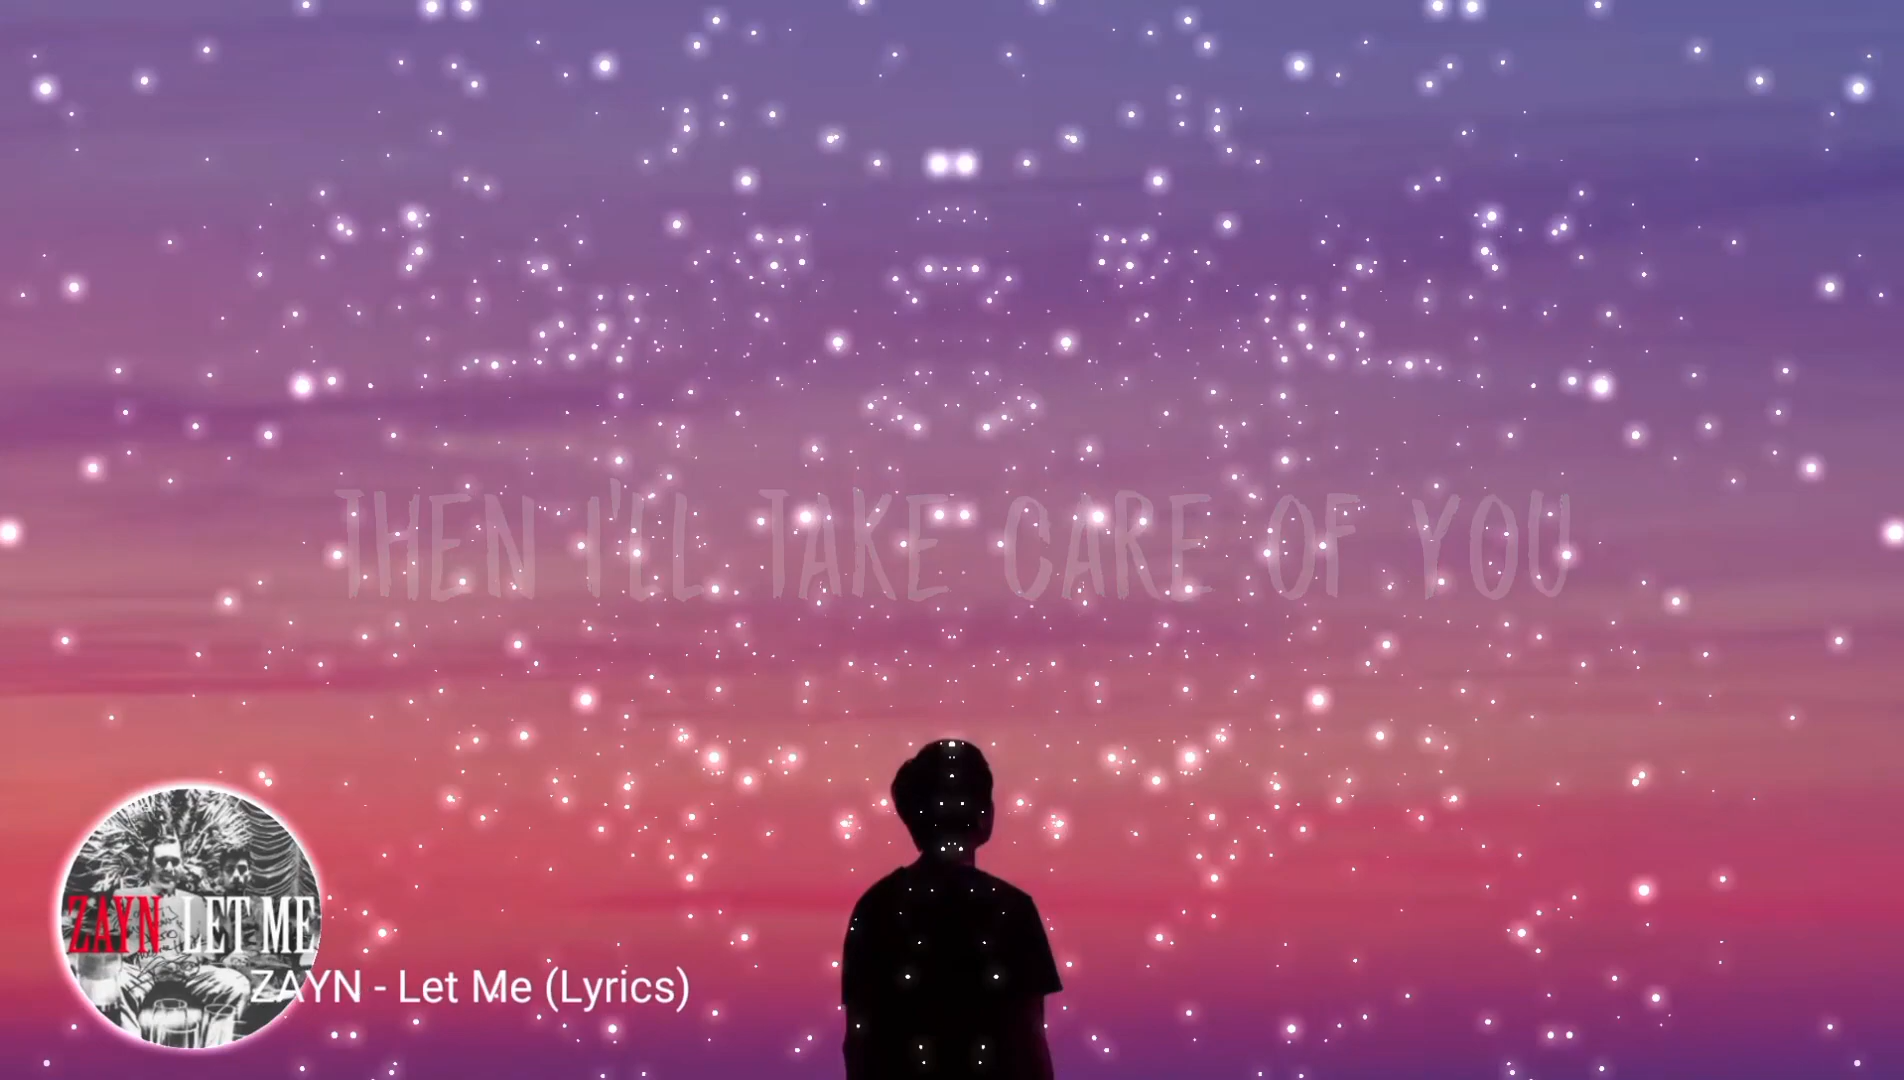 THEN I'LL TAKE CARE OF YOU
ZAYN LET ME
ZAYN - Let Me (Lyrics)